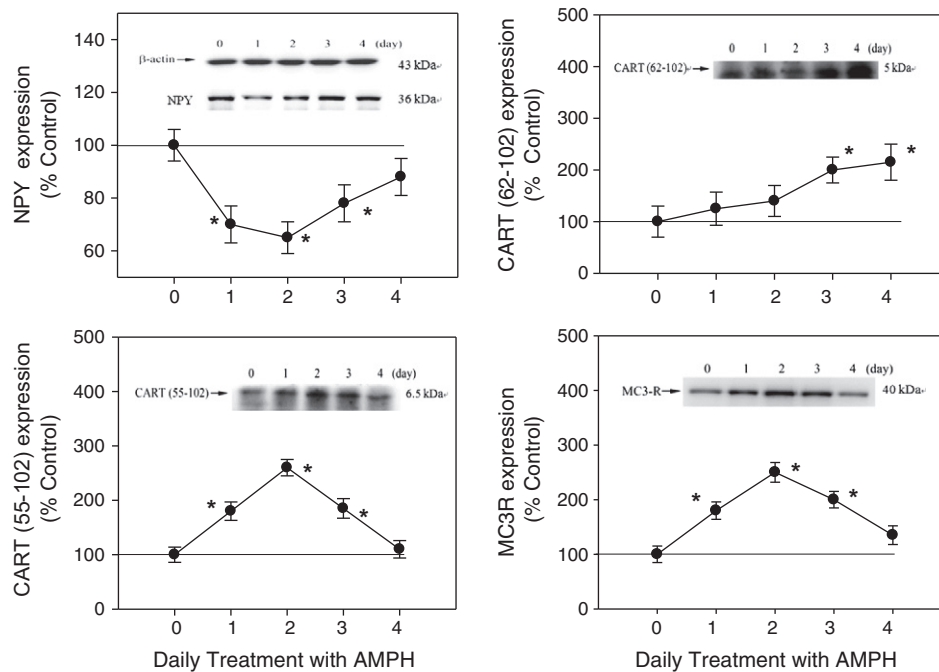 NPY expression
(% Control)
140
120
100
80
60
0 1 2 3 4 (day)
β-actin
43 kDa
NPY
36 kDa
*
*
*
0 1 2 3 4
CART (62-102) expression
(% Control)
500
400
300
200
100
0
0 1 2 3 4 (day)
CART (62-102)
5 kDa
*
*
0 1 2 3 4
CART (55-102) expression
(% Control)
500
400
300
200
100
0
0 1 2 3 4 (day)
CART (55-102)
6.5 kDa
*
*
*
0 1 2 3 4
Daily Treatment with AMPH
MC3R expression
(% Control)
500
400
300
200
100
0
0 1 2 3 4 (day)
MC3-R
40 kDa
*
*
*
0 1 2 3 4
Daily Treatment with AMPH